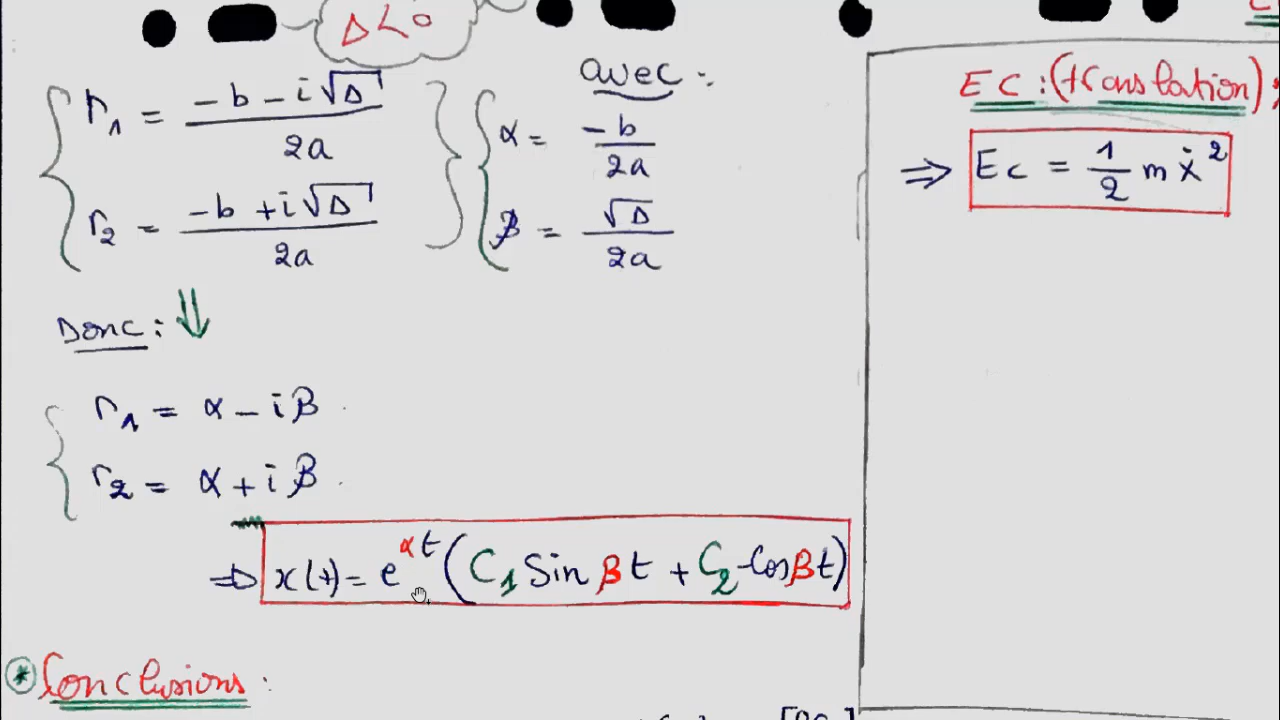 Δ < 0
r₁ = (-b - i√Δ) / 2a
r₂ = (-b + i√Δ) / 2a
avec :
α = -b / 2a
β = √Δ / 2a
Donc : ⇓
r₁ = α - iβ
r₂ = α + iβ
⇒ x(t) = e^{αt} (C₁ Sin βt + C₂ Cos βt)
* Conclusions :
EC : (translation) :
⇒ Ec = 1/2 m ẋ²